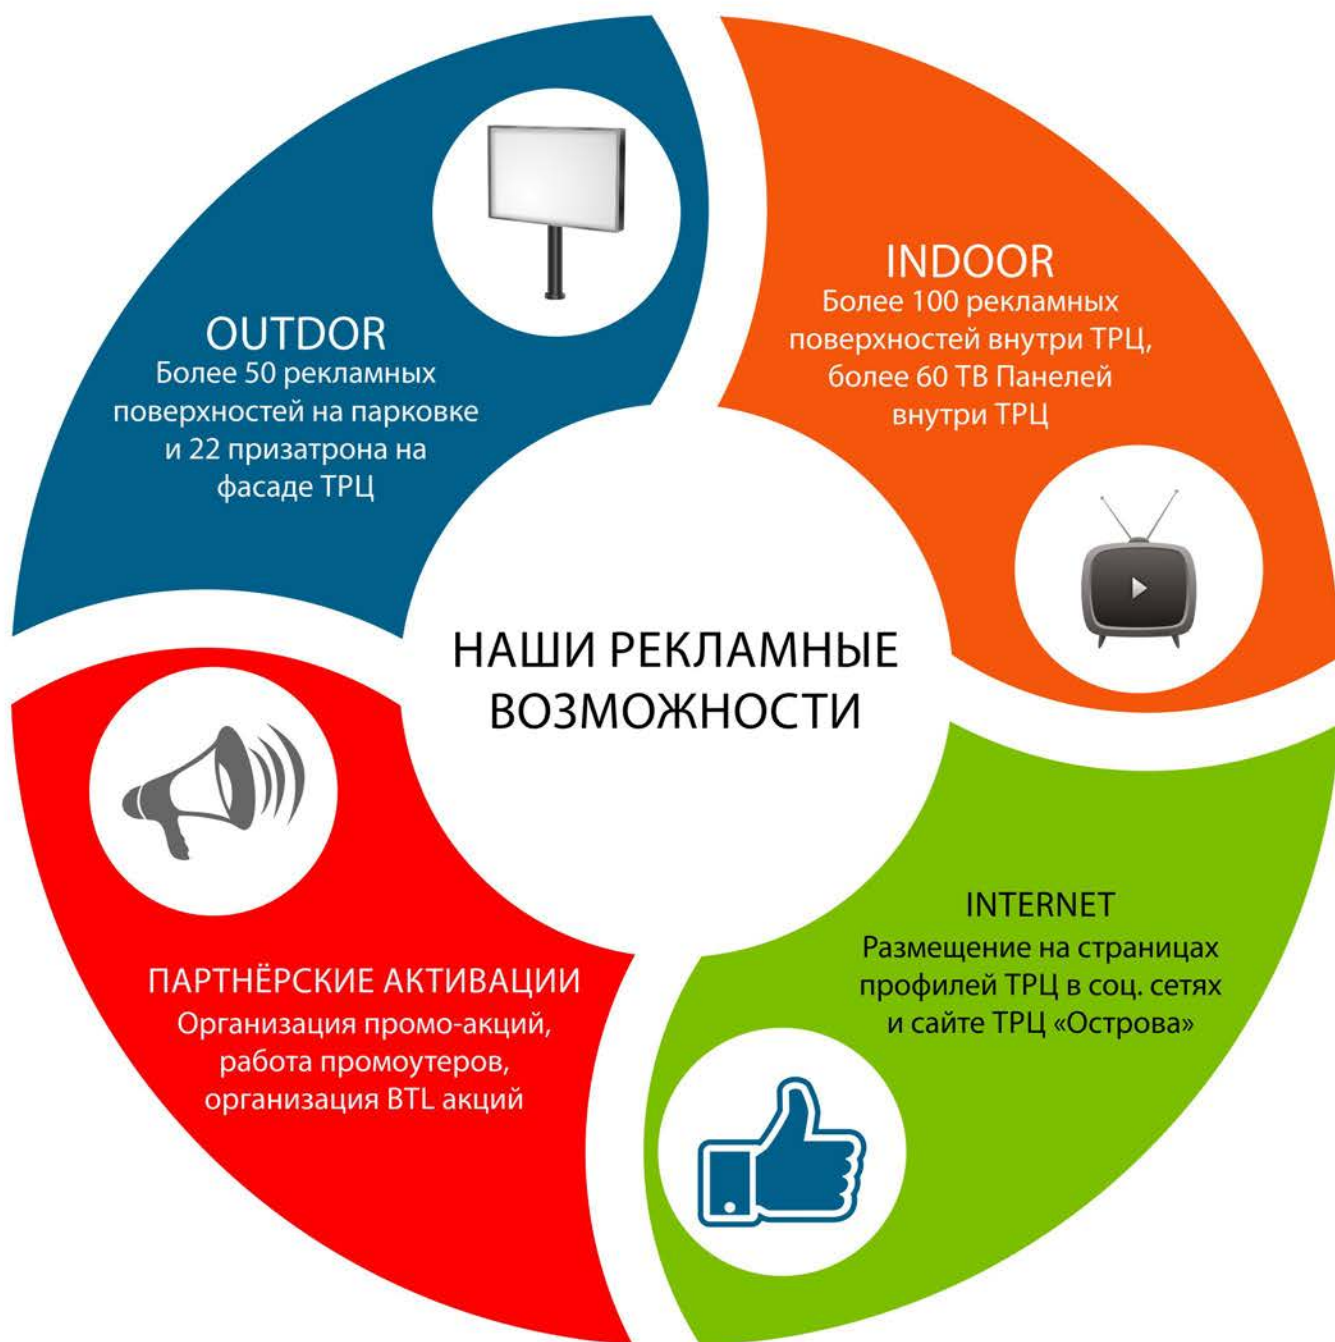 OUTDOR
Более 50 рекламных
поверхностей на парковке
и 22 призатрона на
фасаде ТРЦ
INDOOR
Более 100 рекламных
поверхностей внутри ТРЦ,
более 60 ТВ Панелей
внутри ТРЦ
НАШИ РЕКЛАМНЫЕ
ВОЗМОЖНОСТИ
ПАРТНЁРСКИЕ АКТИВАЦИИ
Организация промо-акций,
работа промоутеров,
организация BTL акций
INTERNET
Размещение на страницах
профилей ТРЦ в соц. сетях
и сайте ТРЦ «Острова»